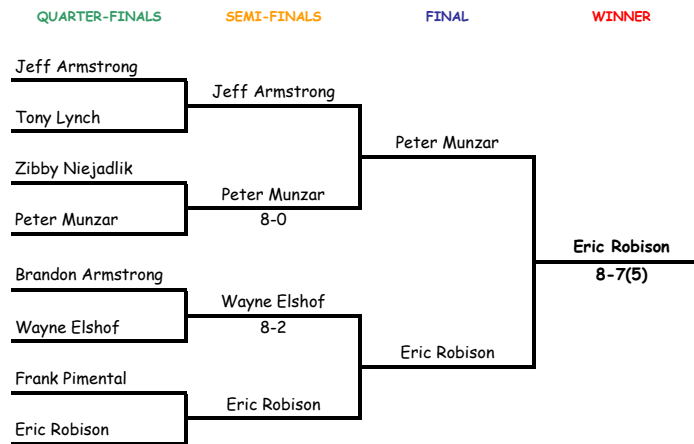 QUARTER-FINALS SEMI-FINALS FINAL WINNER
Jeff Armstrong
Jeff Armstrong
Tony Lynch
Peter Munzar
Zibby Niejadlik
Peter Munzar
Peter Munzar
8-0
Eric Robison
Brandon Armstrong
8-7(5)
Wayne Elshof
Wayne Elshof
8-2
Eric Robison
Frank Pimental
Eric Robison
Eric Robison